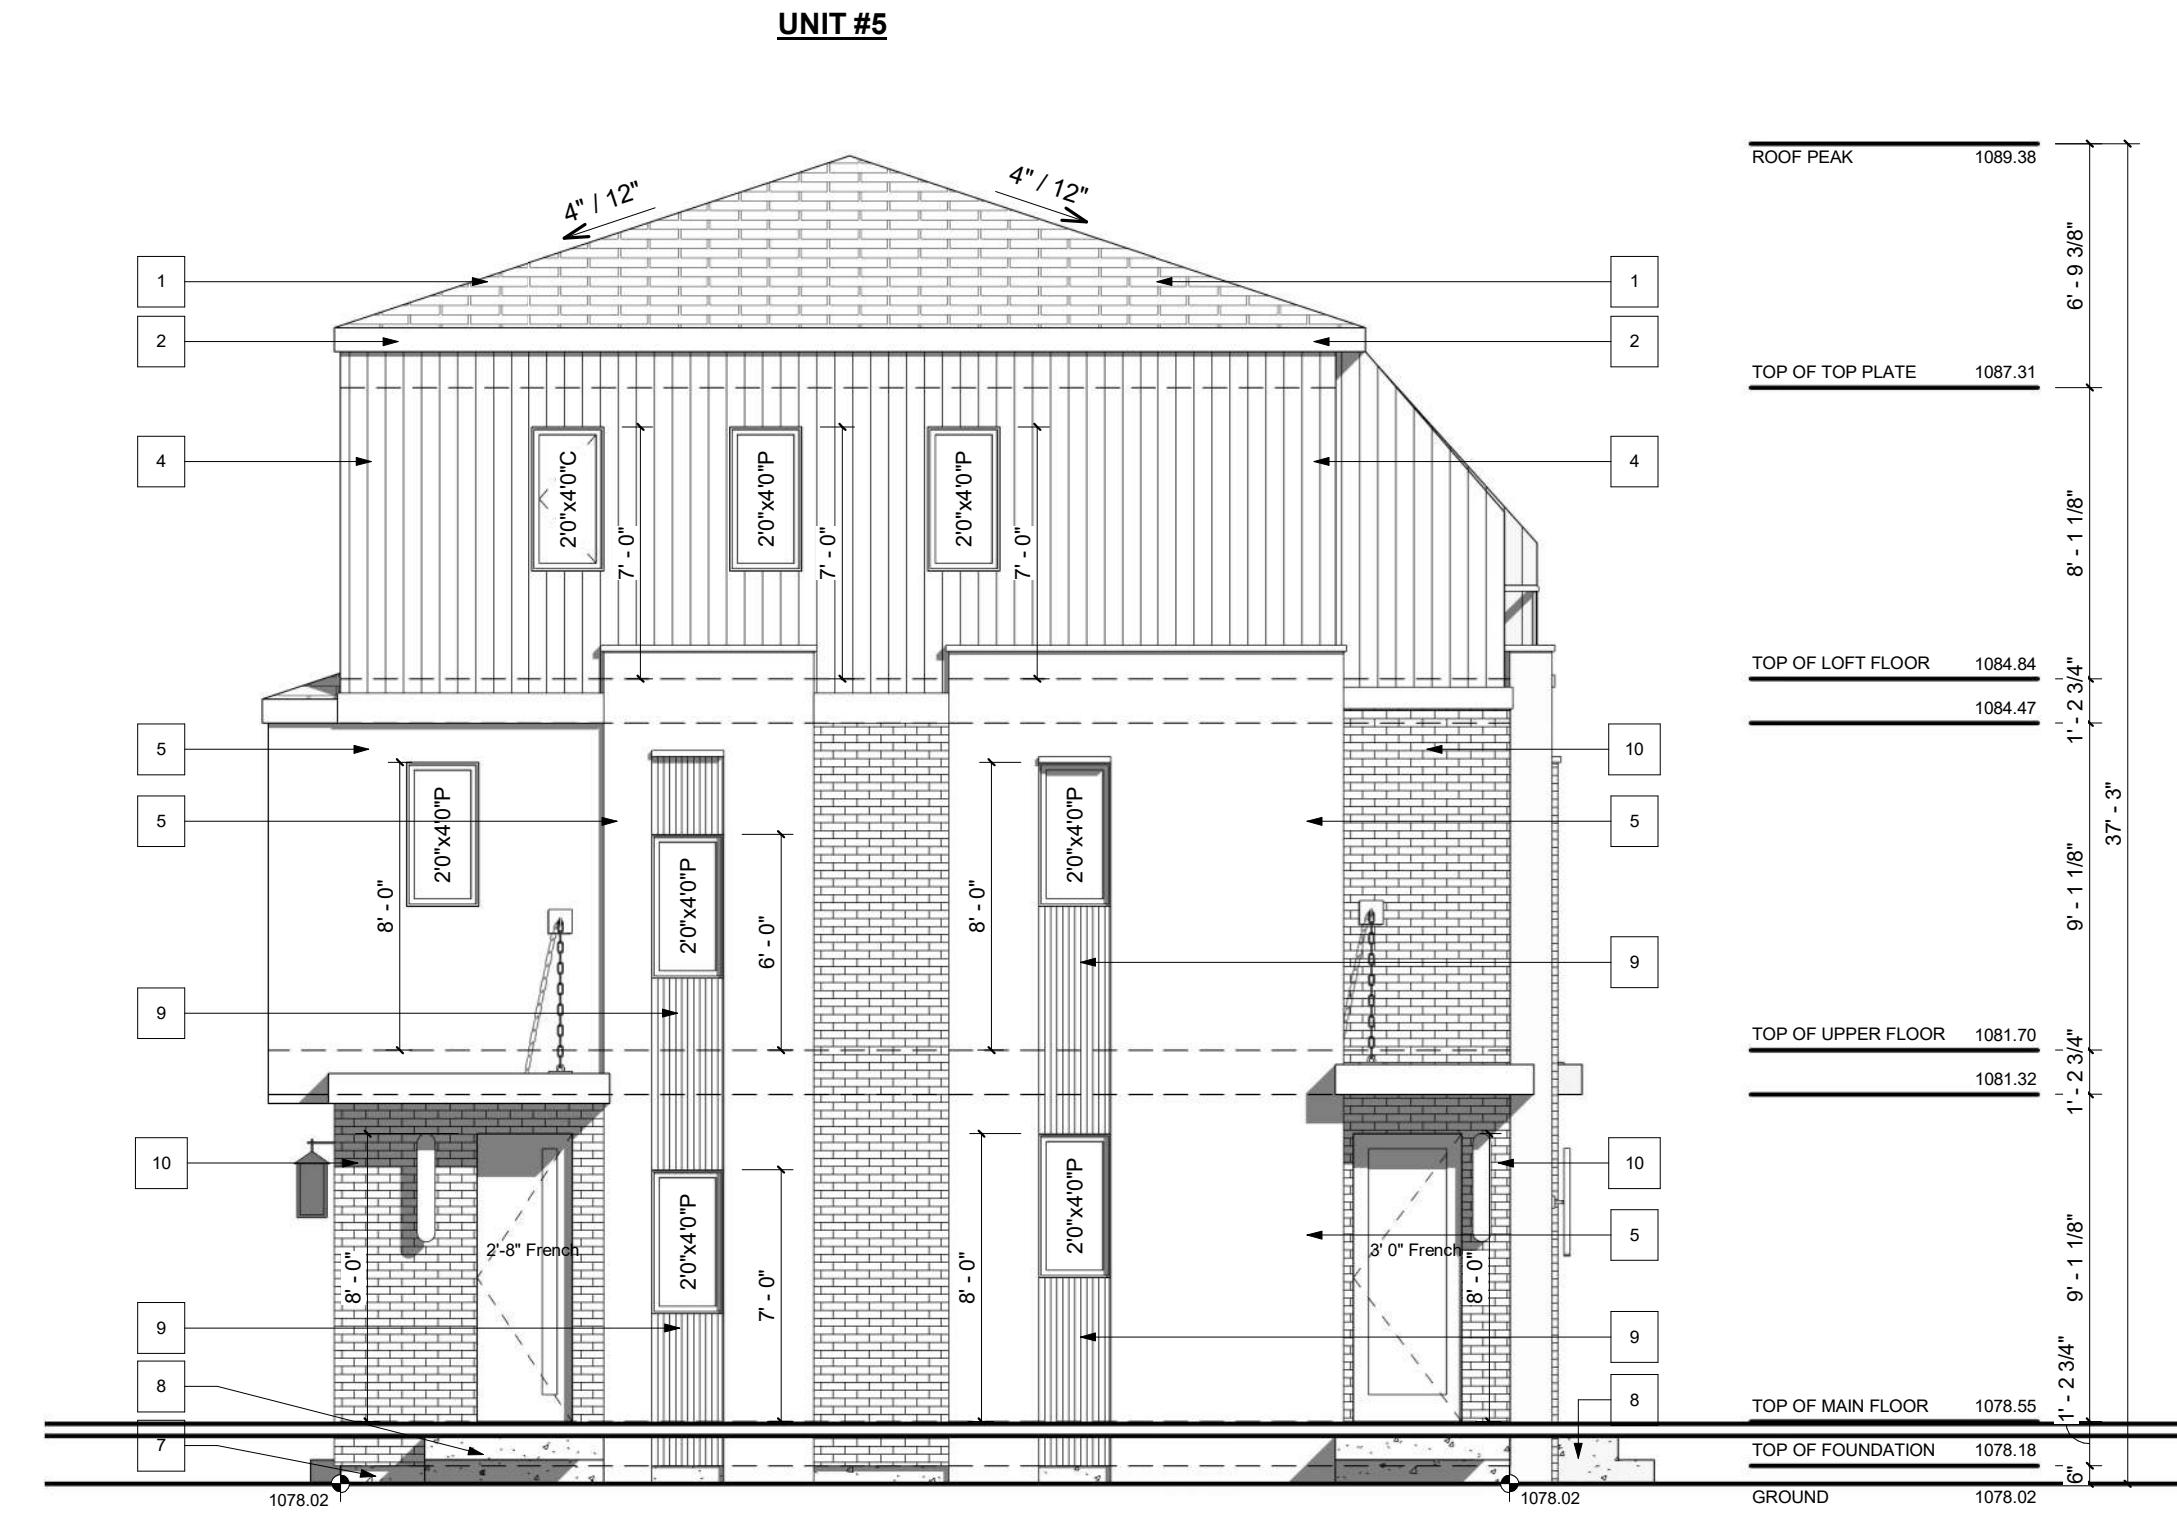 UNIT #5
4" / 12"
4" / 12"
ROOF PEAK 1089.38
6' - 9 3/8"
1
1
2
2
TOP OF TOP PLATE 1087.31
4
4
2'0"x4'0"C
7' - 0"
2'0"x4'0"P
7' - 0"
2'0"x4'0"P
7' - 0"
8' - 1 1/8"
TOP OF LOFT FLOOR 1084.84
1' - 2 3/4"
1084.47
5
10
5
5
2'0"x4'0"P
8' - 0"
2'0"x4'0"P
6' - 0"
8' - 0"
2'0"x4'0"P
9' - 1 1/8"
37' - 3"
9
9
TOP OF UPPER FLOOR 1081.70
1' - 2 3/4"
1081.32
10
10
2'-8" French
8' - 0"
2'0"x4'0"P
7' - 0"
8' - 0"
2'0"x4'0"P
3' 0" French
8' - 0"
5
9' - 1 1/8"
9
9
8
8
TOP OF MAIN FLOOR 1078.55
1' - 2 3/4"
7
TOP OF FOUNDATION 1078.18
6"
1078.02
1078.02
GROUND 1078.02